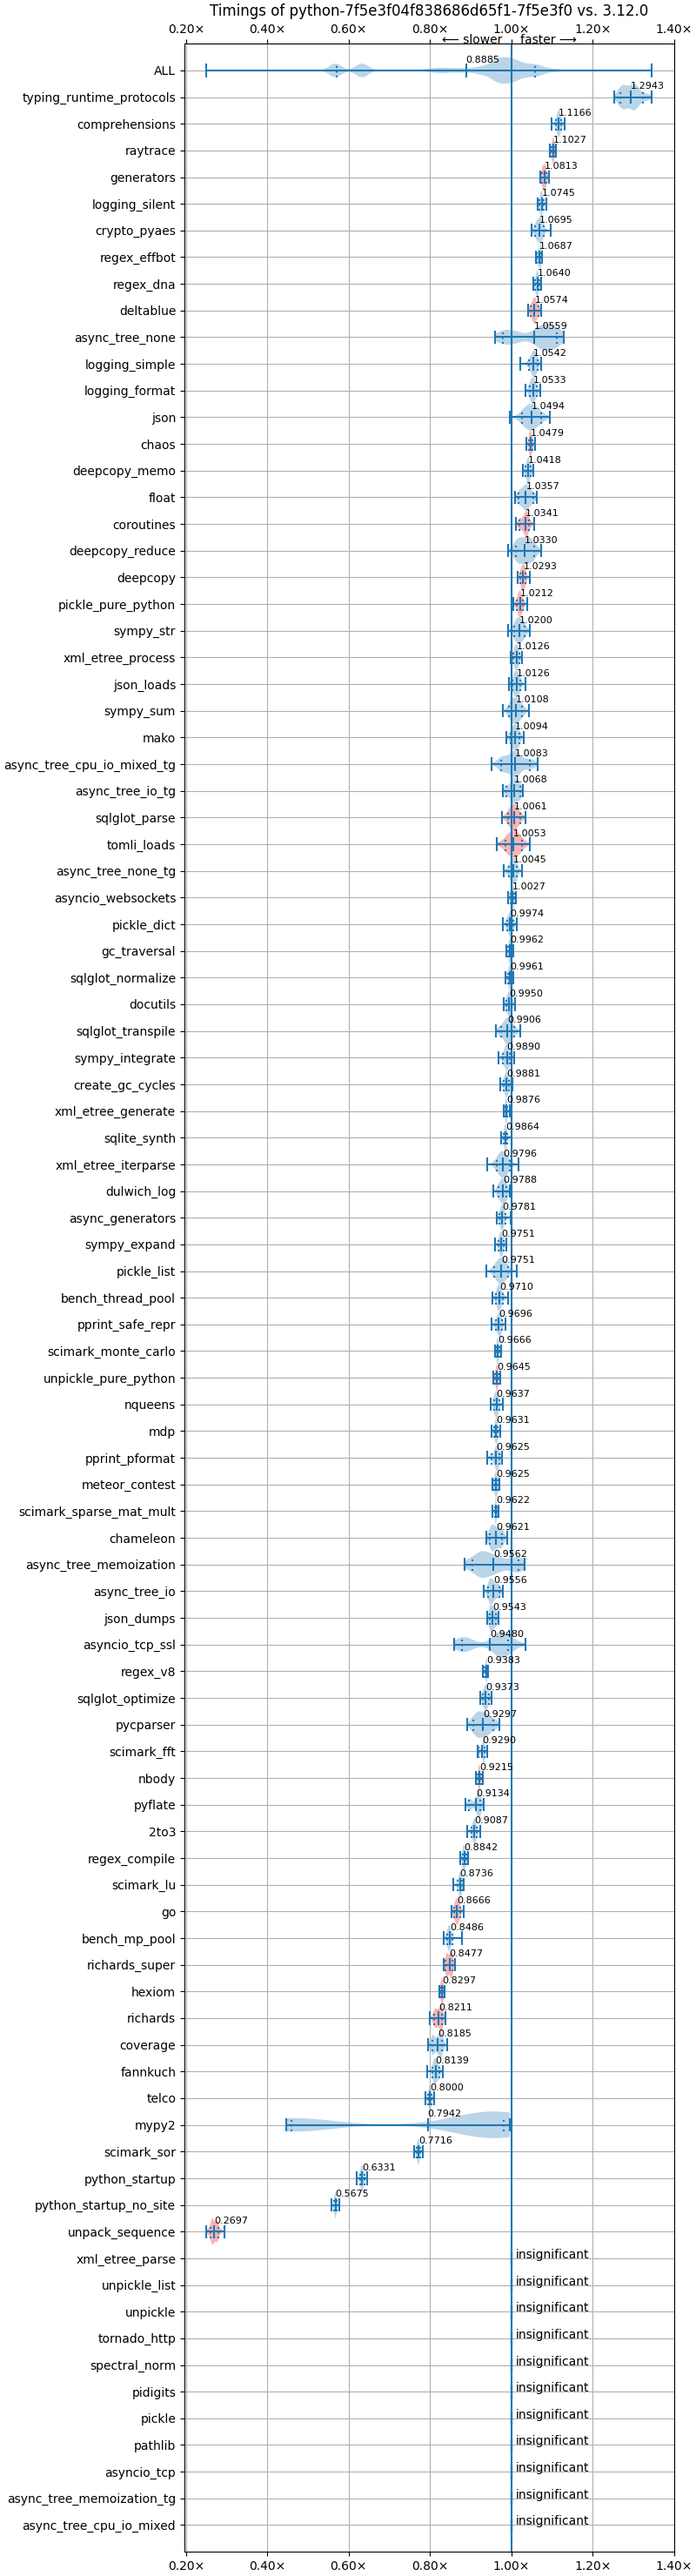 Timings of python-7f5e3f04f838686d65f1-7f5e3f0 vs. 3.12.0
0.20× 0.40× 0.60× 0.80× 1.00× 1.20× 1.40×
⟵ slower faster ⟶
ALL 0.8885
typing_runtime_protocols 1.2943
comprehensions 1.1166
raytrace 1.1027
generators 1.0813
logging_silent 1.0745
crypto_pyaes 1.0695
regex_effbot 1.0687
regex_dna 1.0640
deltablue 1.0574
async_tree_none 1.0559
logging_simple 1.0542
logging_format 1.0533
json 1.0494
chaos 1.0479
deepcopy_memo 1.0418
float 1.0357
coroutines 1.0341
deepcopy_reduce 1.0330
deepcopy 1.0293
pickle_pure_python 1.0212
sympy_str 1.0200
xml_etree_process 1.0126
json_loads 1.0126
sympy_sum 1.0108
mako 1.0094
async_tree_cpu_io_mixed_tg 1.0083
async_tree_io_tg 1.0068
sqlglot_parse 1.0061
tomli_loads 1.0053
async_tree_none_tg 1.0045
asyncio_websockets 1.0027
pickle_dict 0.9974
gc_traversal 0.9962
sqlglot_normalize 0.9961
docutils 0.9950
sqlglot_transpile 0.9906
sympy_integrate 0.9890
create_gc_cycles 0.9881
xml_etree_generate 0.9876
sqlite_synth 0.9864
xml_etree_iterparse 0.9796
dulwich_log 0.9788
async_generators 0.9781
sympy_expand 0.9751
pickle_list 0.9751
bench_thread_pool 0.9710
pprint_safe_repr 0.9696
scimark_monte_carlo 0.9666
unpickle_pure_python 0.9645
nqueens 0.9637
mdp 0.9631
pprint_pformat 0.9625
meteor_contest 0.9625
scimark_sparse_mat_mult 0.9622
chameleon 0.9621
async_tree_memoization 0.9562
async_tree_io 0.9556
json_dumps 0.9543
asyncio_tcp_ssl 0.9480
regex_v8 0.9383
sqlglot_optimize 0.9373
pycparser 0.9297
scimark_fft 0.9290
nbody 0.9215
pyflate 0.9134
2to3 0.9087
regex_compile 0.8842
scimark_lu 0.8736
go 0.8666
bench_mp_pool 0.8486
richards_super 0.8477
hexiom 0.8297
richards 0.8211
coverage 0.8185
fannkuch 0.8139
telco 0.8000
mypy2 0.7942
scimark_sor 0.7716
python_startup 0.6331
python_startup_no_site 0.5675
unpack_sequence 0.2697
xml_etree_parse insignificant
unpickle_list insignificant
unpickle insignificant
tornado_http insignificant
spectral_norm insignificant
pidigits insignificant
pickle insignificant
pathlib insignificant
asyncio_tcp insignificant
async_tree_memoization_tg insignificant
async_tree_cpu_io_mixed insignificant
0.20× 0.40× 0.60× 0.80× 1.00× 1.20× 1.40×